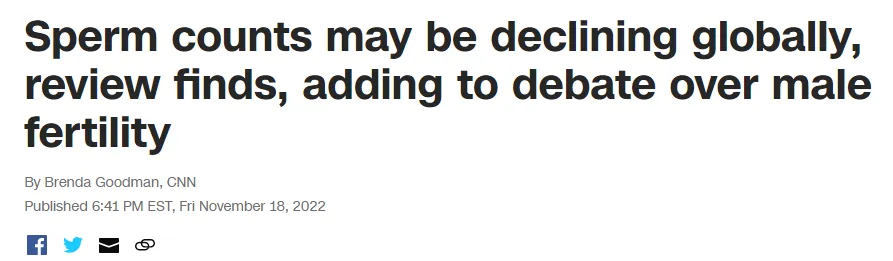 Sperm counts may be declining globally,
review finds, adding to debate over male
fertility
By Brenda Goodman, CNN
Published 6:41 PM EST, Fri November 18, 2022